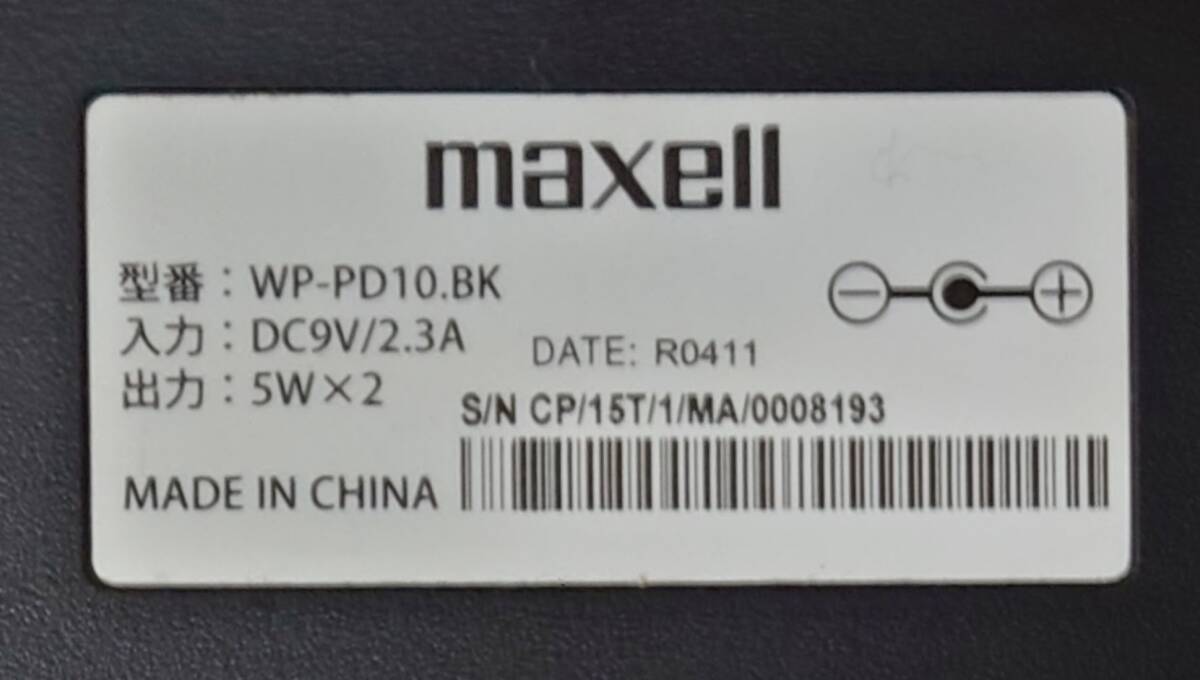 maxell
型番：WP-PD10.BK
入力：DC9V/2.3A
出力：5W×2
DATE: R0411
S/N CP/15T/1/MA/0008193
MADE IN CHINA